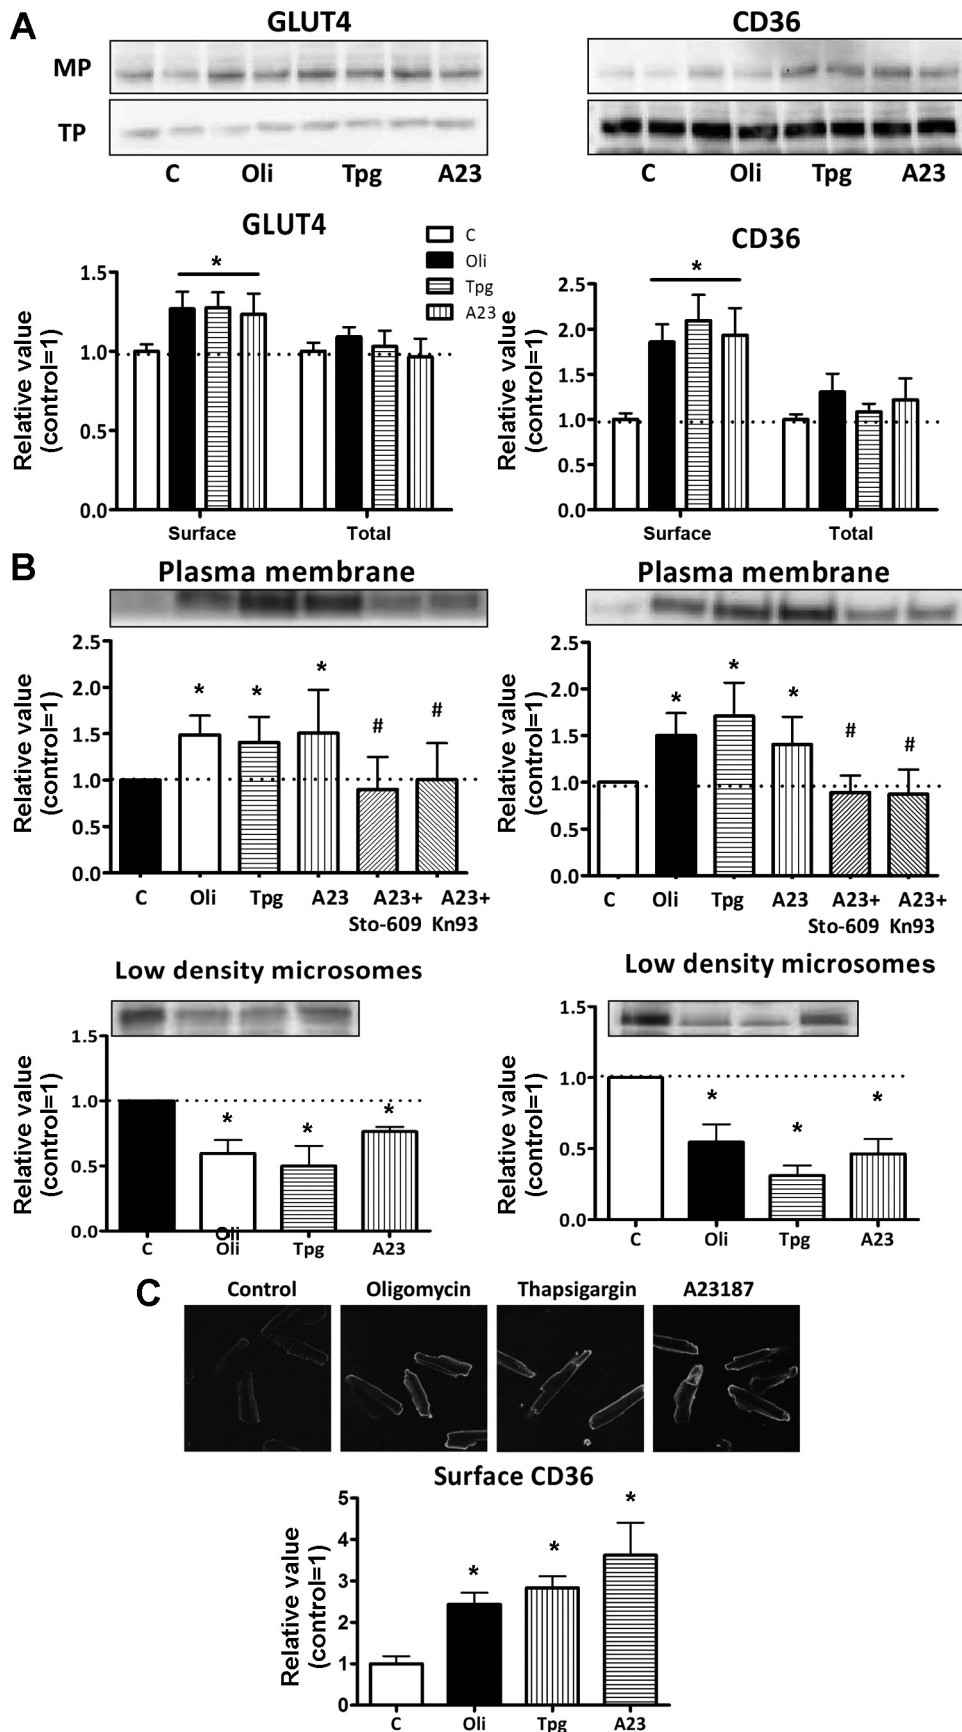 A
GLUT4
CD36
MP
TP
C Oli Tpg A23
C Oli Tpg A23
GLUT4
C
Oli
Tpg
A23
CD36
Relative value
(control=1)
1.5
1.0
0.5
0.0
Surface Total
Relative value
(control=1)
2.5
2.0
1.5
1.0
0.5
0.0
Surface Total
*
*
B
Plasma membrane
Plasma membrane
Relative value
(control=1)
2.5
2.0
1.5
1.0
0.5
0.0
* * * # #
C Oli Tpg A23 A23+ A23+
Sto-609 Kn93
Relative value
(control=1)
2.5
2.0
1.5
1.0
0.5
0.0
* * * # #
C Oli Tpg A23 A23+ A23+
Sto-609 Kn93
Low density microsomes
Low density microsomes
Relative value
(control=1)
1.5
1.0
0.5
0.0
* * *
Oli
C Oli Tpg A23
Relative value
(control=1)
1.5
1.0
0.5
0.0
* * *
C Oli Tpg A23
C
Control Oligomycin Thapsigargin A23187
Surface CD36
Relative value
(control=1)
5
4
3
2
1
0
* * *
C Oli Tpg A23